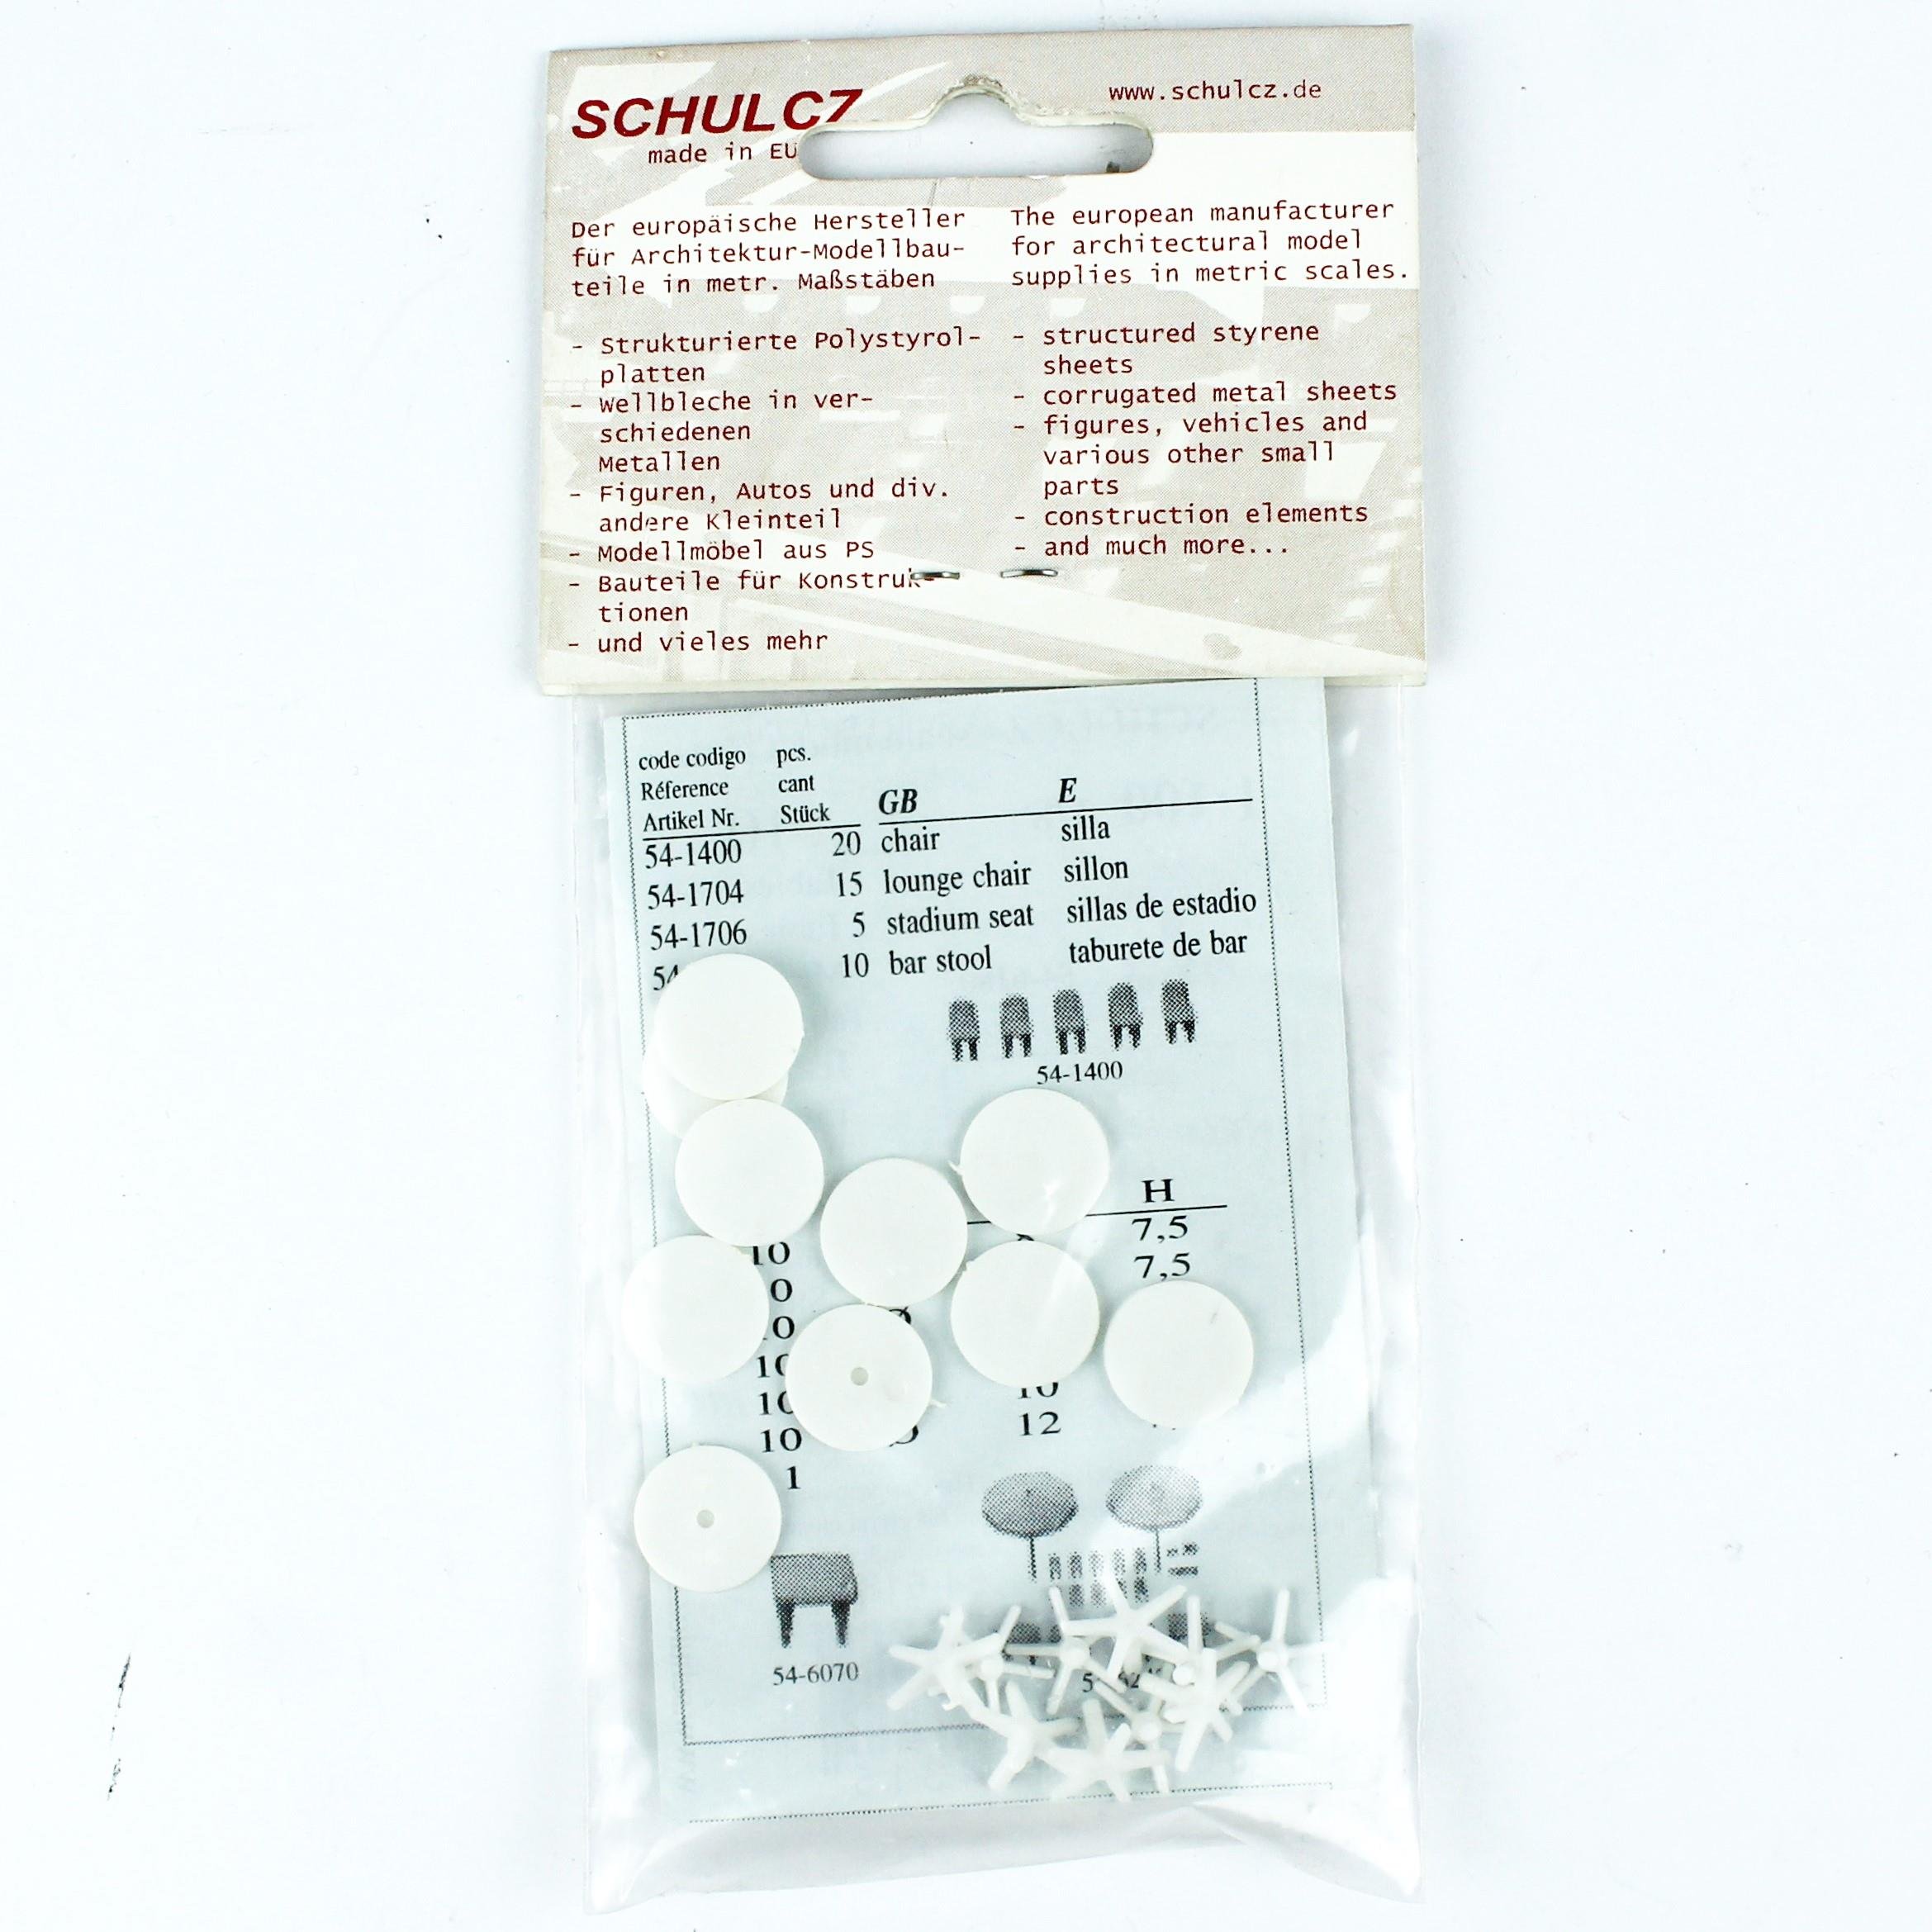 SCHULCZ
made in EU
www.schulcz.de
Der europäische Hersteller
für Architektur-Modellbau-
teile in metr. Maßstäben
- Strukturierte Polystyrol-
platten
- Wellbleche in ver-
schiedenen
Metallen
- Figuren, Autos und div.
andere Kleinteil
- Modellmöbel aus PS
- Bauteile für Konstruk-
tionen
- und vieles mehr
The european manufacturer
for architectural model
supplies in metric scales.
- structured styrene
sheets
- corrugated metal sheets
- figures, vehicles and
various other small
parts
- construction elements
- and much more...
code codigo pcs.
Réference cant
Artikel Nr. Stück GB E
54-1400 20 chair silla
54-1704 15 lounge chair sillon
54-1706 5 stadium seat sillas de estadio
10 bar stool taburete de bar
54-1400
H
7,5
10 7,5
10 12
1
54-6070